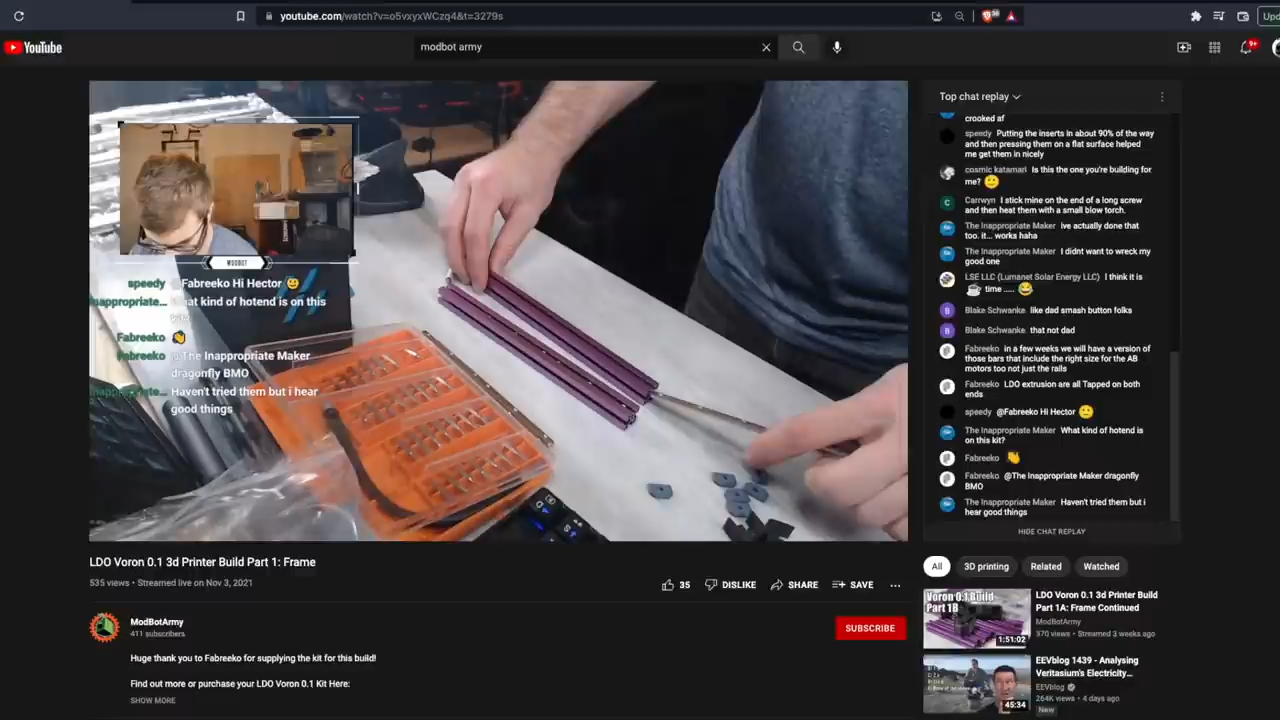 youtube.com/watch?v=o5vxyxWCzq4&t=3279s
YouTube
modbot army
9+
MODBOT
speedy @Fabreeko Hi Hector
What kind of hotend is on this
Fabreeko
Fabreeko @The Inappropriate Maker
dragonfly BMO
Haven't tried them but i hear
good things
Top chat replay
crooked af
speedy Putting the inserts in about 90% of the way
and then pressing them on a flat surface helped
me get them in nicely
cosmic katamari Is this the one you're building for
me?
Carrwyn I stick mine on the end of a long screw
and then heat them with a small blow torch.
The Inappropriate Maker Ive actually done that
too. it... works haha
The Inappropriate Maker I didnt want to wreck my
good one
LSE LLC (Lumanet Solar Energy LLC) I think it is
time .....
Blake Schwanke like dad smash button folks
Blake Schwanke that not dad
Fabreeko in a few weeks we will have a version of
those bars that include the right size for the AB
motors too not just the rails
Fabreeko LDO extrusion are all Tapped on both
ends
speedy @Fabreeko Hi Hector
The Inappropriate Maker What kind of hotend is
on this kit?
Fabreeko
Fabreeko @The Inappropriate Maker dragonfly
BMO
The Inappropriate Maker Haven't tried them but i
hear good things
HIDE CHAT REPLAY
LDO Voron 0.1 3d Printer Build Part 1: Frame
535 views • Streamed live on Nov 3, 2021
35 DISLIKE SHARE SAVE
ModBotArmy
411 subscribers
SUBSCRIBE
Huge thank you to Fabreeko for supplying the kit for this build!
Find out more or purchase your LDO Voron 0.1 Kit Here:
SHOW MORE
All 3D printing Related Watched
Voron 0.1 Build
Part 1B
1:51:02
LDO Voron 0.1 3d Printer Build
Part 1A: Frame Continued
ModBotArmy
370 views • Streamed 3 weeks ago
45:34
EEVblog 1439 - Analysing
Veritasium's Electricity...
EEVblog
264K views • 4 days ago
New